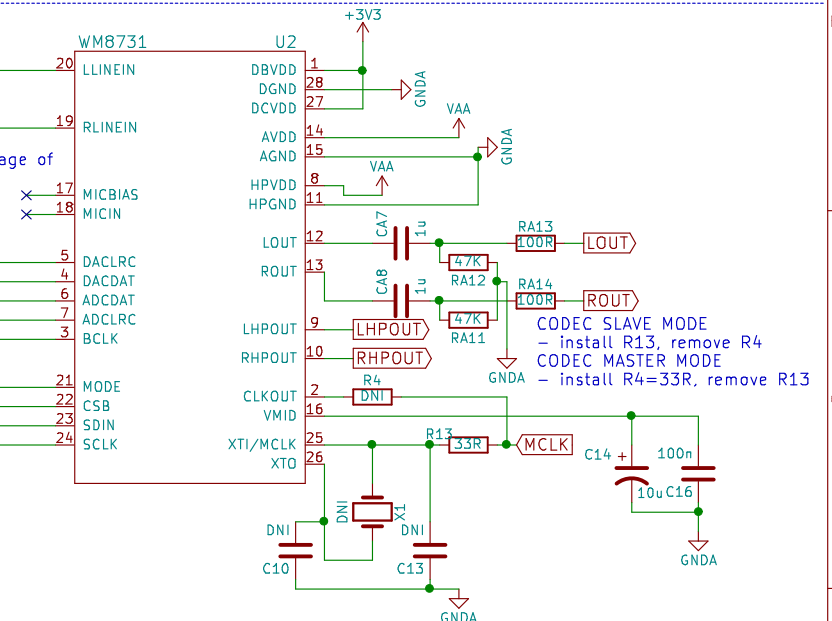 +3V3
WM8731
U2
20 LLINEIN
DBVDD 1
DGND 28
GNDA
DCVDD 27
VAA
19 RLINEIN
AVDD 14
AGND 15
GNDA
age of
VAA
17 MICBIAS
HPVDD 8
18 MICIN
HPGND 11
CA7
1u
RA13
LOUT 12
100R
LOUT
5 DACLRC
47K
ROUT 13
RA12
CA8
1u
RA14
4 DACDAT
6 ADCDAT
100R
ROUT
7 ADCLRC
47K
RA11
3 BCLK
LHPOUT 9
LHPOUT
CODEC SLAVE MODE
- install R13, remove R4
RHPOUT 10
RHPOUT
CODEC MASTER MODE
- install R4=33R, remove R13
GNDA
21 MODE
R4
CLKOUT 2
DNI
22 CSB
VMID 16
23 SDIN
R13
24 SCLK
XTI/MCLK 25
33R
MCLK
XTO 26
C14 +
10u
100n
C16
DNI
X1
DNI
DNI
C10
C13
GNDA
GNDA